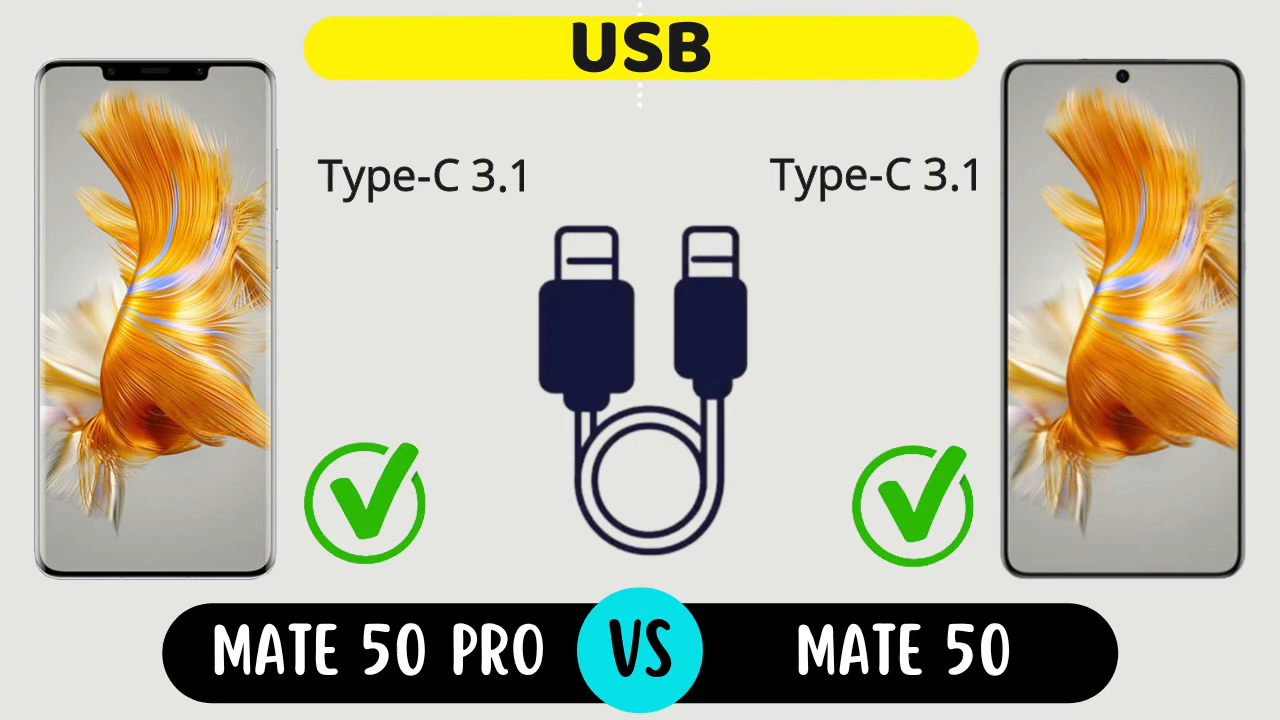 USB
Type-C 3.1
Type-C 3.1
MATE 50 PRO
VS
MATE 50